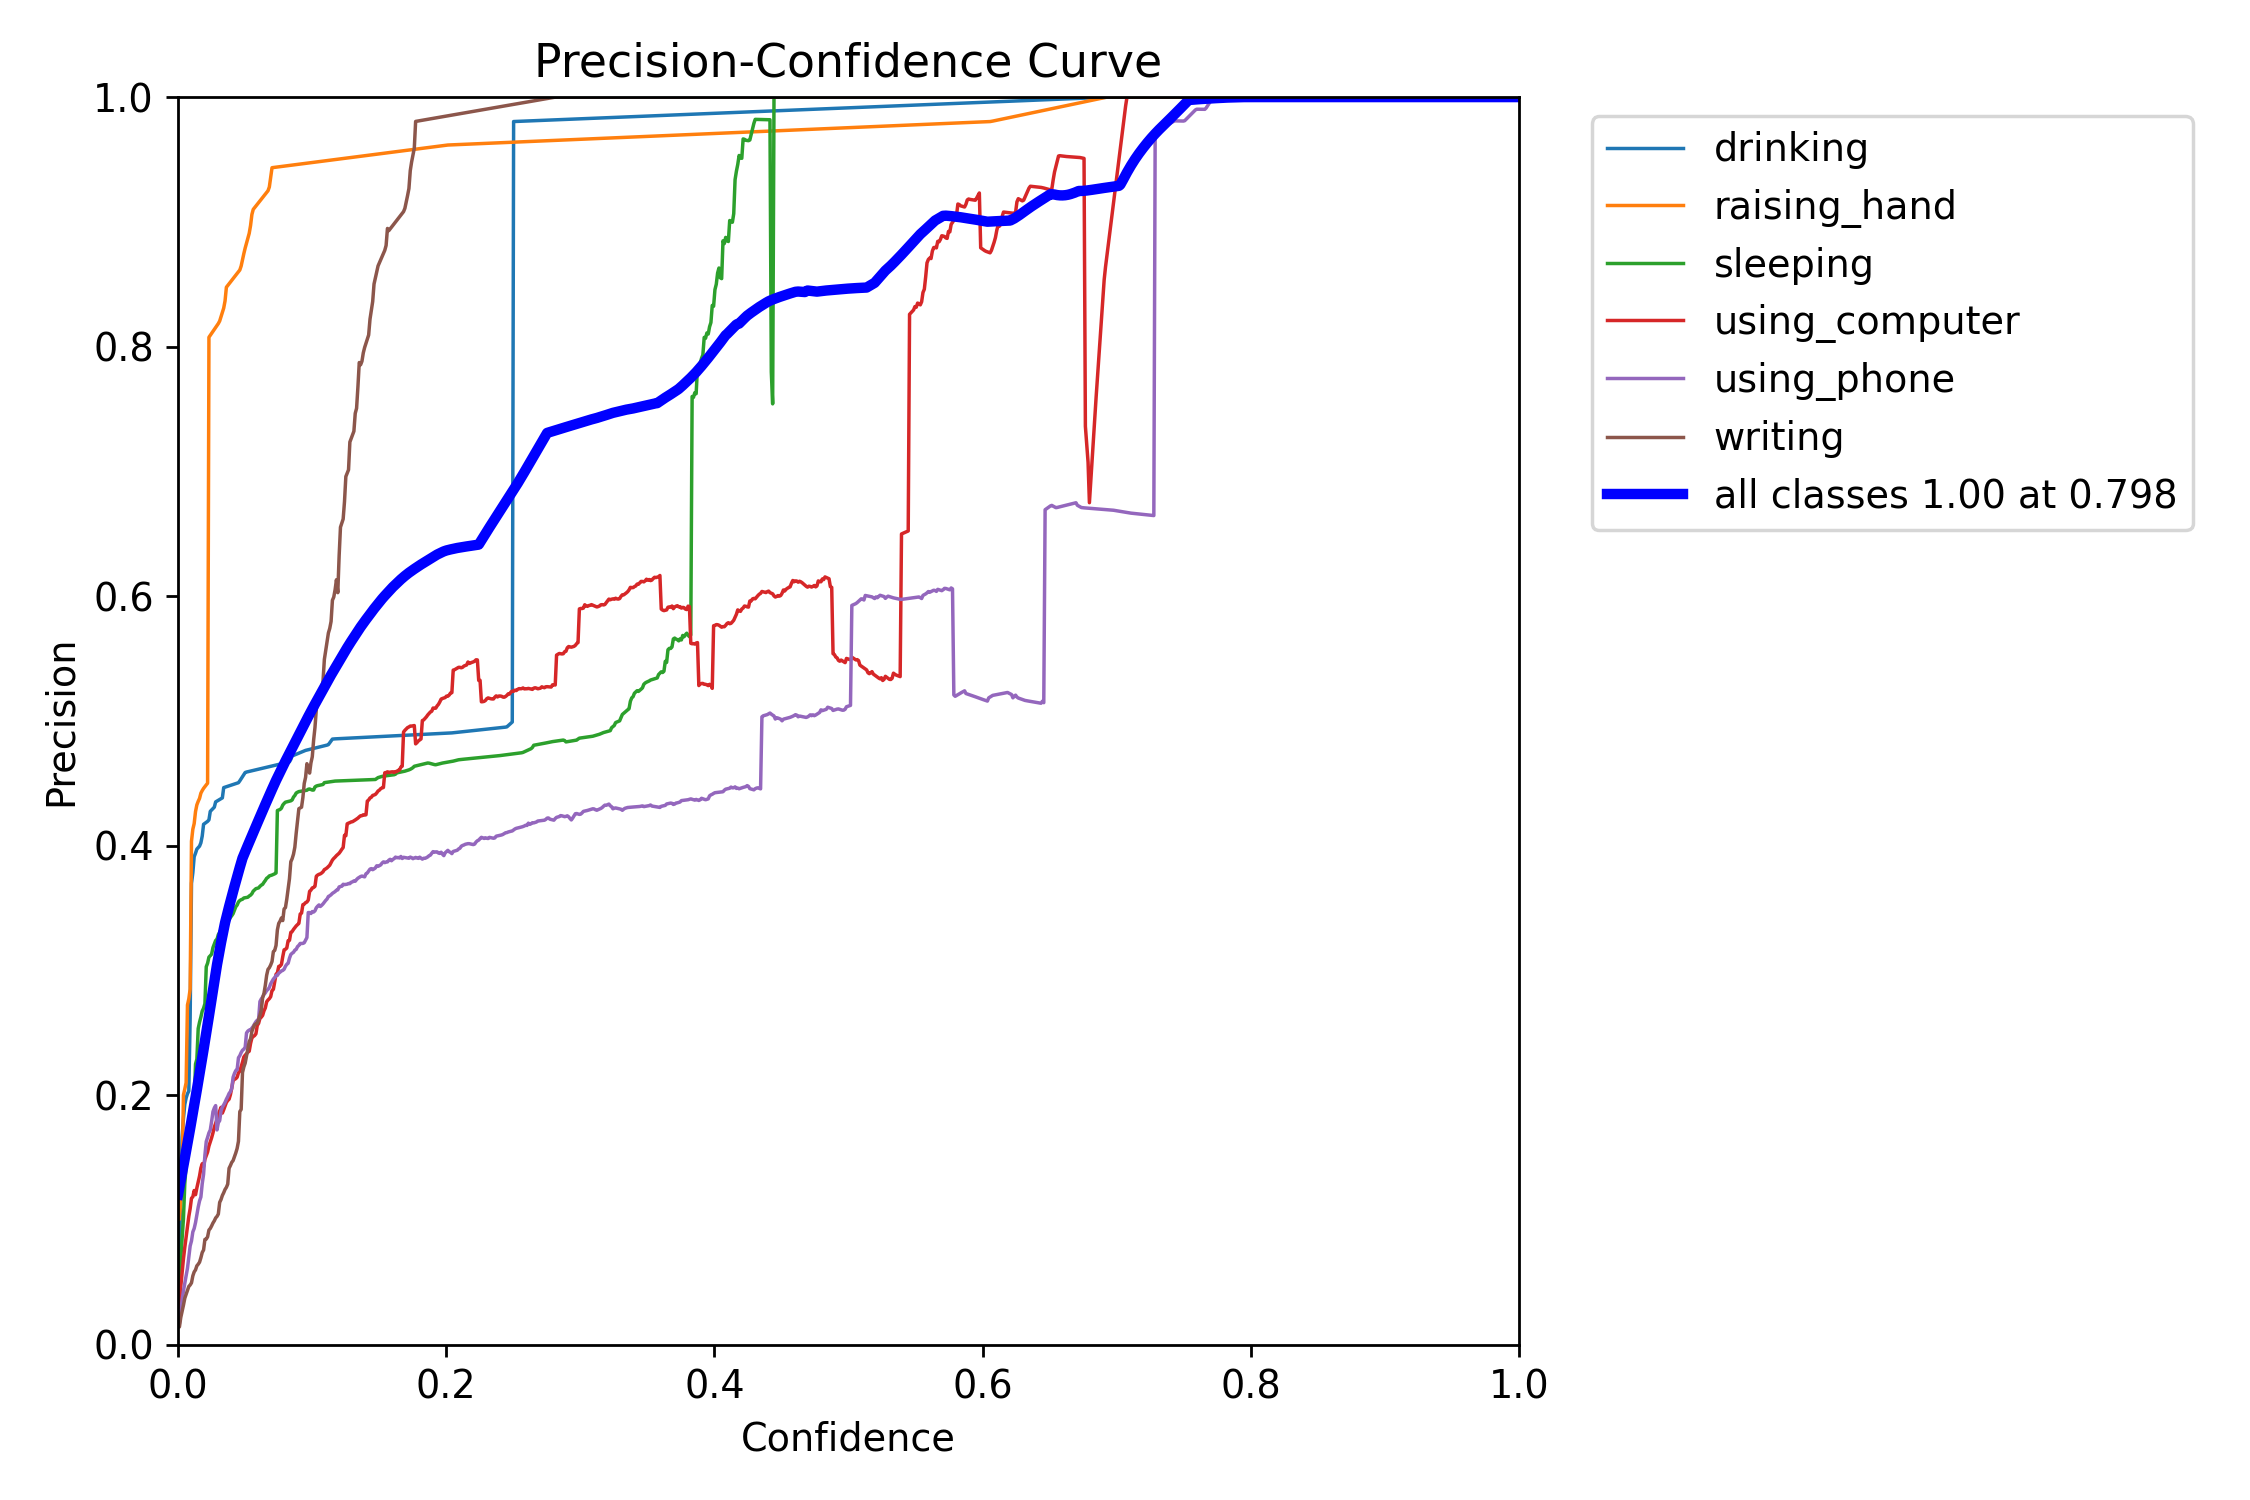 Precision-Confidence Curve
1.0
0.8
0.6
0.4
0.2
0.0
Precision
0.0 0.2 0.4 0.6 0.8 1.0
Confidence
drinking
raising_hand
sleeping
using_computer
using_phone
writing
all classes 1.00 at 0.798